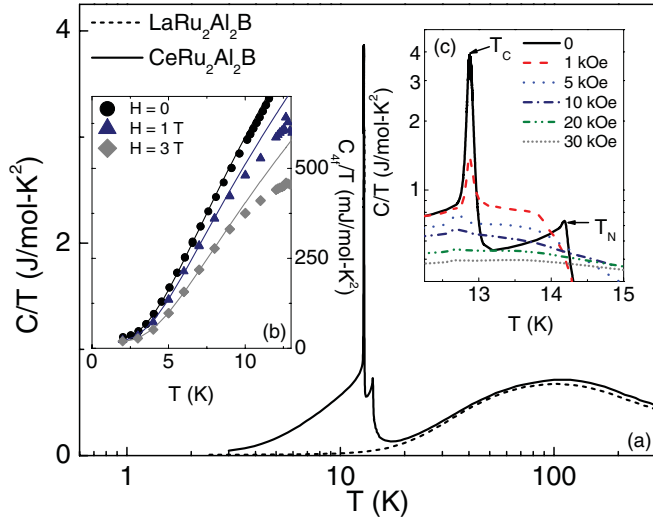 LaRu₂Al₂B
CeRu₂Al₂B
4
2
0
C/T (J/mol-K²)
1
10
100
T (K)
(a)
H = 0
H = 1 T
H = 3 T
500
250
0
C₄f/T (mJ/mol-K²)
0
5
10
T (K)
(b)
(c)
T_C
T_N
0
1 kOe
5 kOe
10 kOe
20 kOe
30 kOe
4
3
2
1
C/T (J/mol-K²)
13
14
15
T (K)